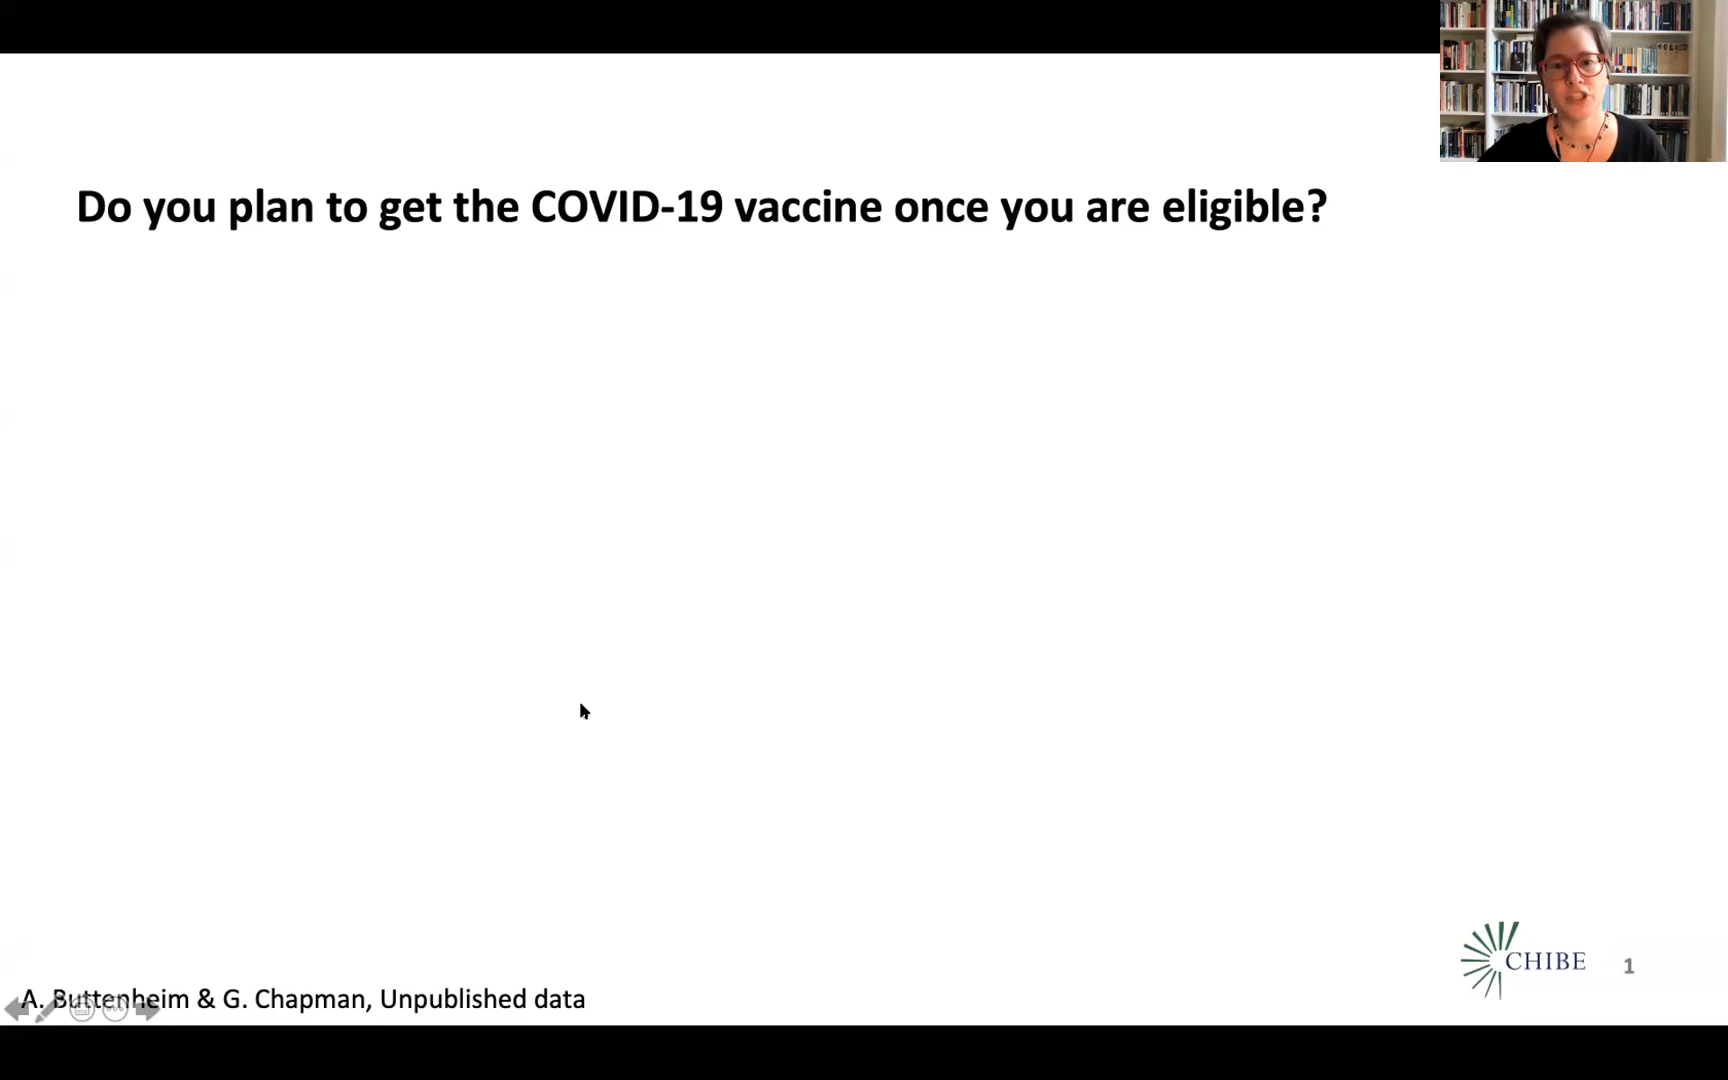 Do you plan to get the COVID-19 vaccine once you are eligible?
CHIBE
1
A. Buttenheim & G. Chapman, Unpublished data